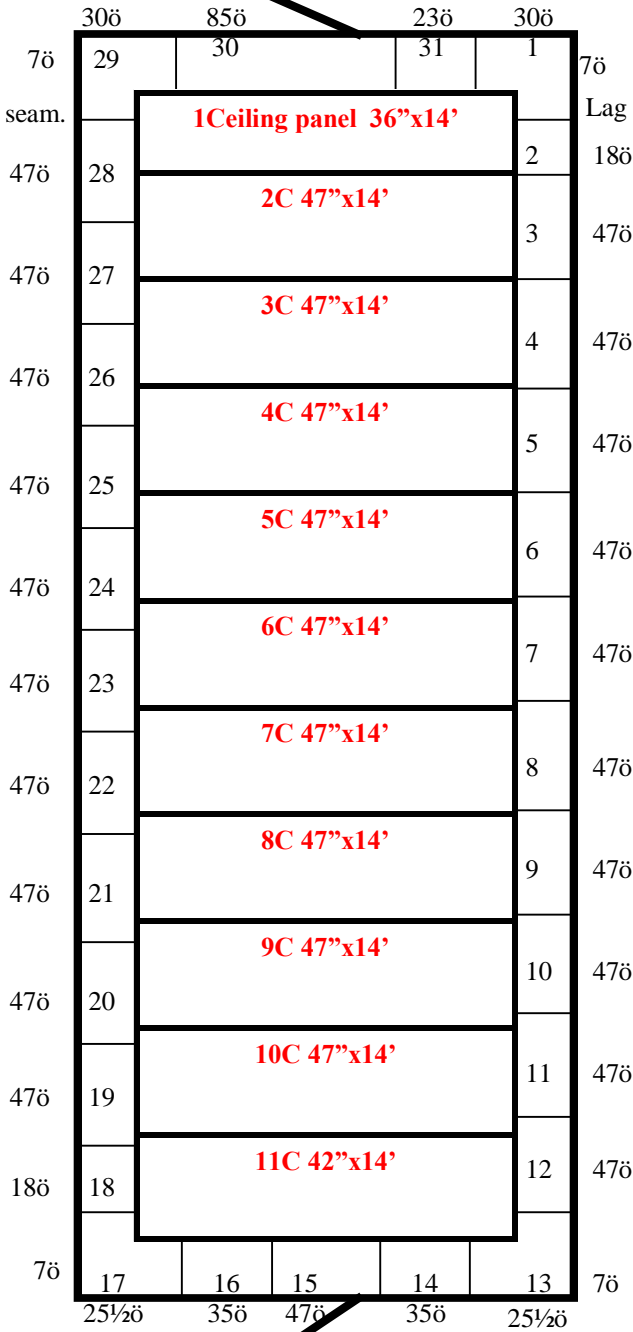 30ö 85ö 23ö 30ö
7ö 29 30 31 1 7ö
seam. 1Ceiling panel 36”x14’ Lag
2 18ö
47ö 28
2C 47”x14’
3 47ö
47ö 27
3C 47”x14’
4 47ö
47ö 26
4C 47”x14’
5 47ö
47ö 25
5C 47”x14’
6 47ö
47ö 24
6C 47”x14’
7 47ö
47ö 23
7C 47”x14’
8 47ö
47ö 22
8C 47”x14’
9 47ö
47ö 21
9C 47”x14’
10 47ö
47ö 20
10C 47”x14’
11 47ö
47ö 19
11C 42”x14’
12 47ö
18ö 18
7ö 17 16 15 14 13 7ö
25½ö 35ö 47ö 35ö 25½ö